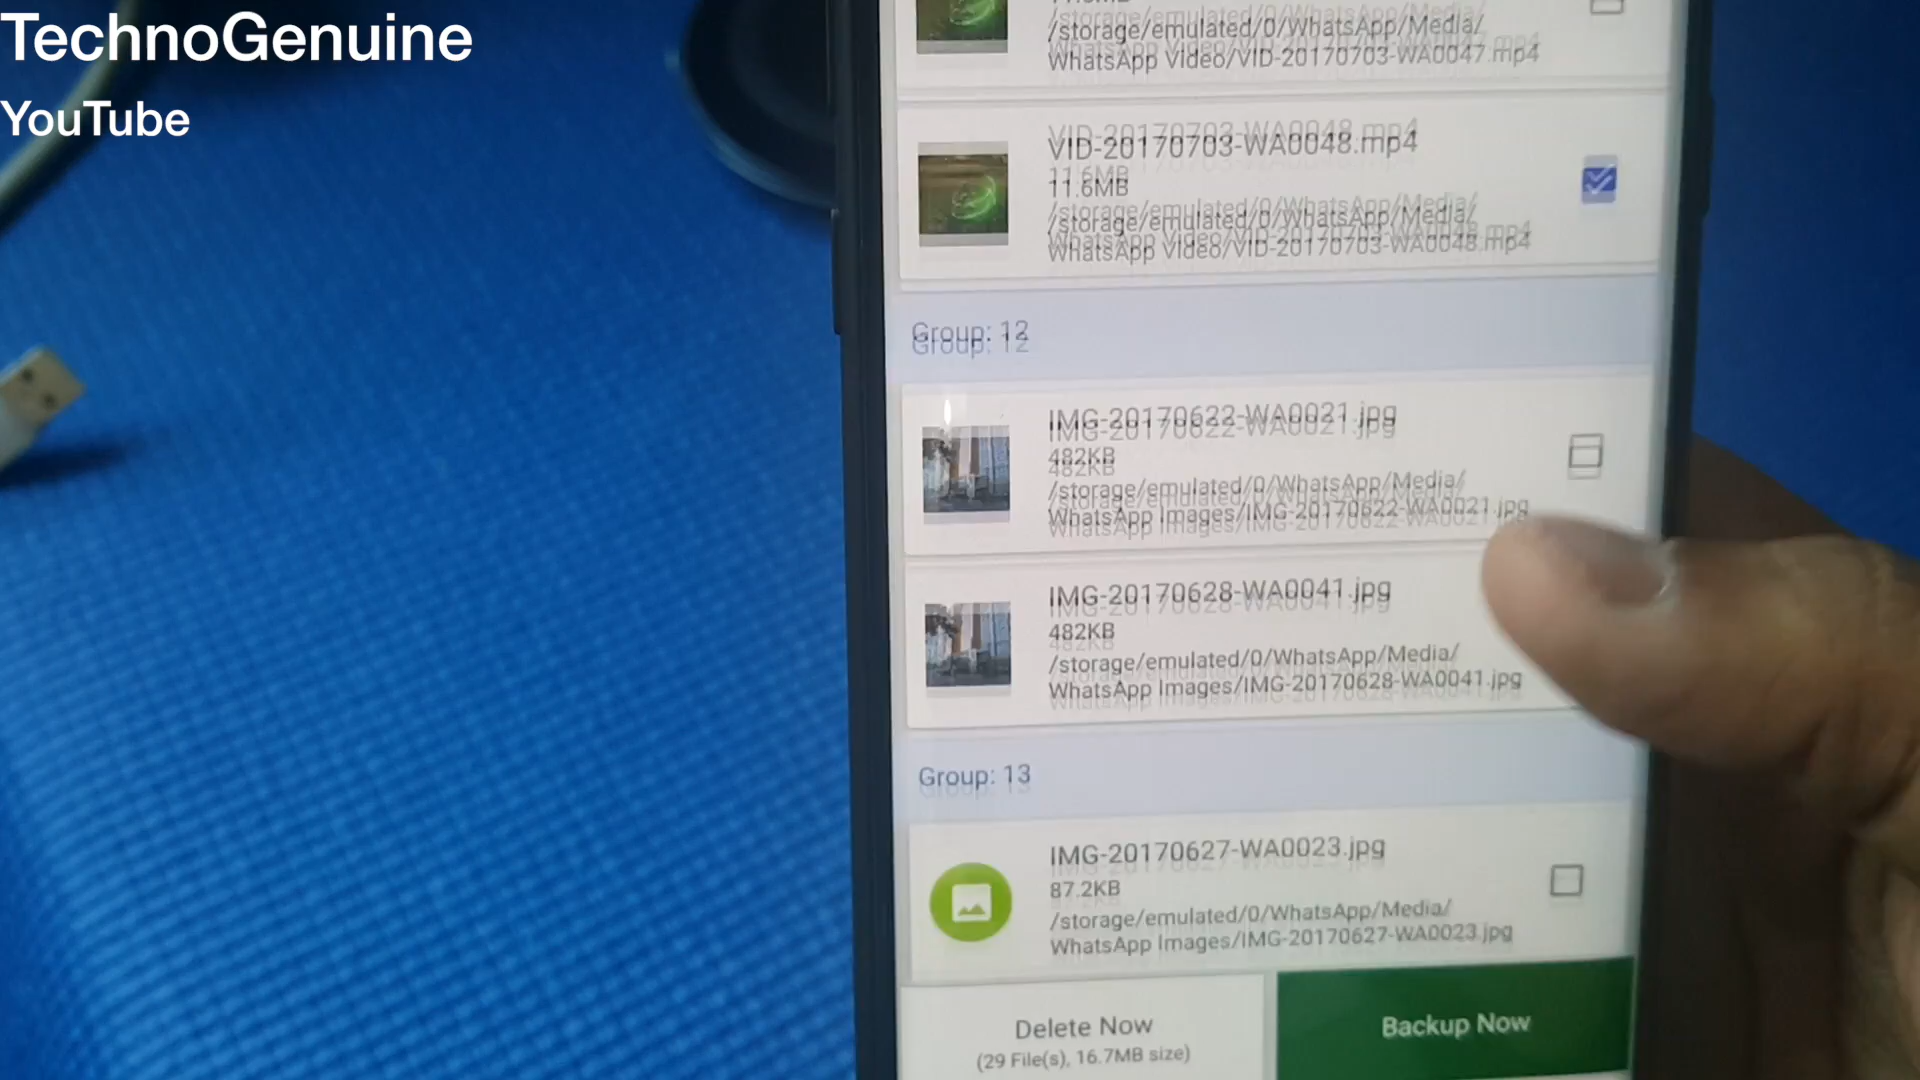 TechnoGenuine
YouTube
/storage/emulated/0/WhatsApp/Media/
WhatsApp Video/VID-20170703-WA0047.mp4
VID-20170703-WA0048.mp4
11.6MB
/storage/emulated/0/WhatsApp/Media/
WhatsApp Video/VID-20170703-WA0048.mp4
Group: 12
IMG-20170622-WA0021.jpg
482KB
/storage/emulated/0/WhatsApp/Media/
WhatsApp Images/IMG-20170622-WA0021.jpg
IMG-20170628-WA0041.jpg
482KB
/storage/emulated/0/WhatsApp/Media/
WhatsApp Images/IMG-20170628-WA0041.jpg
Group: 13
IMG-20170627-WA0023.jpg
87.2KB
/storage/emulated/0/WhatsApp/Media/
WhatsApp Images/IMG-20170627-WA0023.jpg
Delete Now
(29 File(s), 16.7MB size)
Backup Now